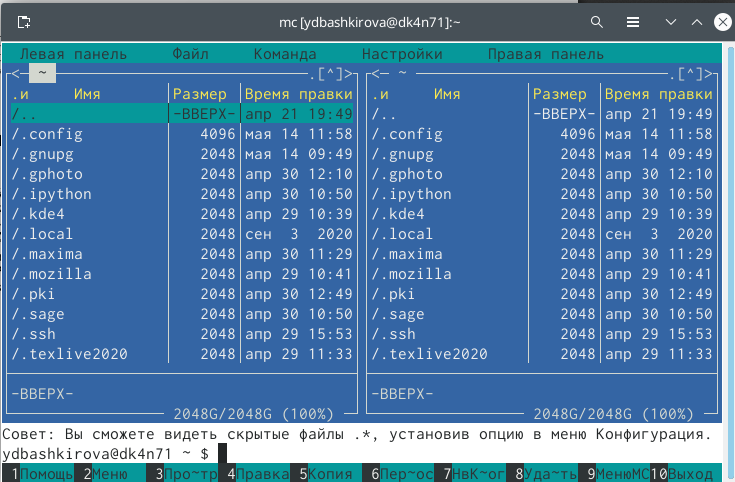 mc [ydbashkirova@dk4n71]:~
Левая панель Файл Команда Настройки Правая панель
<— ~ .[^]> <— ~ .[^]>
.и Имя Размер Время правки .и Имя Размер Время правки
/.. -ВВЕРХ- апр 21 19:49 /.. -ВВЕРХ- апр 21 19:49
/.config 4096 мая 14 11:58 /.config 4096 мая 14 11:58
/.gnupg 2048 мая 14 09:49 /.gnupg 2048 мая 14 09:49
/.gphoto 2048 апр 30 12:10 /.gphoto 2048 апр 30 12:10
/.ipython 2048 апр 30 10:50 /.ipython 2048 апр 30 10:50
/.kde4 2048 апр 29 10:39 /.kde4 2048 апр 29 10:39
/.local 2048 сен 3 2020 /.local 2048 сен 3 2020
/.maxima 2048 апр 30 11:29 /.maxima 2048 апр 30 11:29
/.mozilla 2048 апр 29 10:41 /.mozilla 2048 апр 29 10:41
/.pki 2048 апр 30 12:49 /.pki 2048 апр 30 12:49
/.sage 2048 апр 30 10:50 /.sage 2048 апр 30 10:50
/.ssh 2048 апр 29 15:53 /.ssh 2048 апр 29 15:53
/.texlive2020 2048 апр 29 11:33 /.texlive2020 2048 апр 29 11:33
-ВВЕРХ- -ВВЕРХ-
2048G/2048G (100%) 2048G/2048G (100%)
Совет: Вы сможете видеть скрытые файлы .*, установив опцию в меню Конфигурация.
ydbashkirova@dk4n71 ~ $
1Помощь 2Меню 3Про~тр 4Правка 5Копия 6Пер~ос 7НвК~ог 8Уда~ть 9МенюMC 10Выход